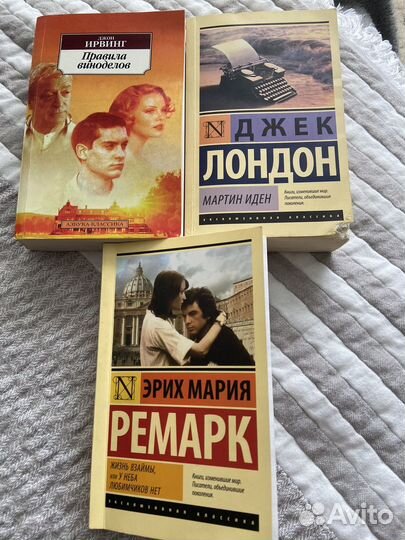 ДЖОН
ИРВИНГ
Правила
виноделов
АЗБУКА-КЛАССИКА
N ДЖЕК
ЛОНДОН
МАРТИН ИДЕН
Книги, изменившие мир.
Писатели, объединившие
поколения.
ЭКСКЛЮЗИВНАЯ КЛАССИКА
N ЭРИХ МАРИЯ
РЕМАРК
ЖИЗНЬ ВЗАЙМЫ,
ИЛИ У НЕБА
ЛЮБИМЧИКОВ НЕТ
Книги, изменившие мир.
Писатели, объединившие
поколения.
ЭКСКЛЮЗИВНАЯ КЛАССИКА
Avito